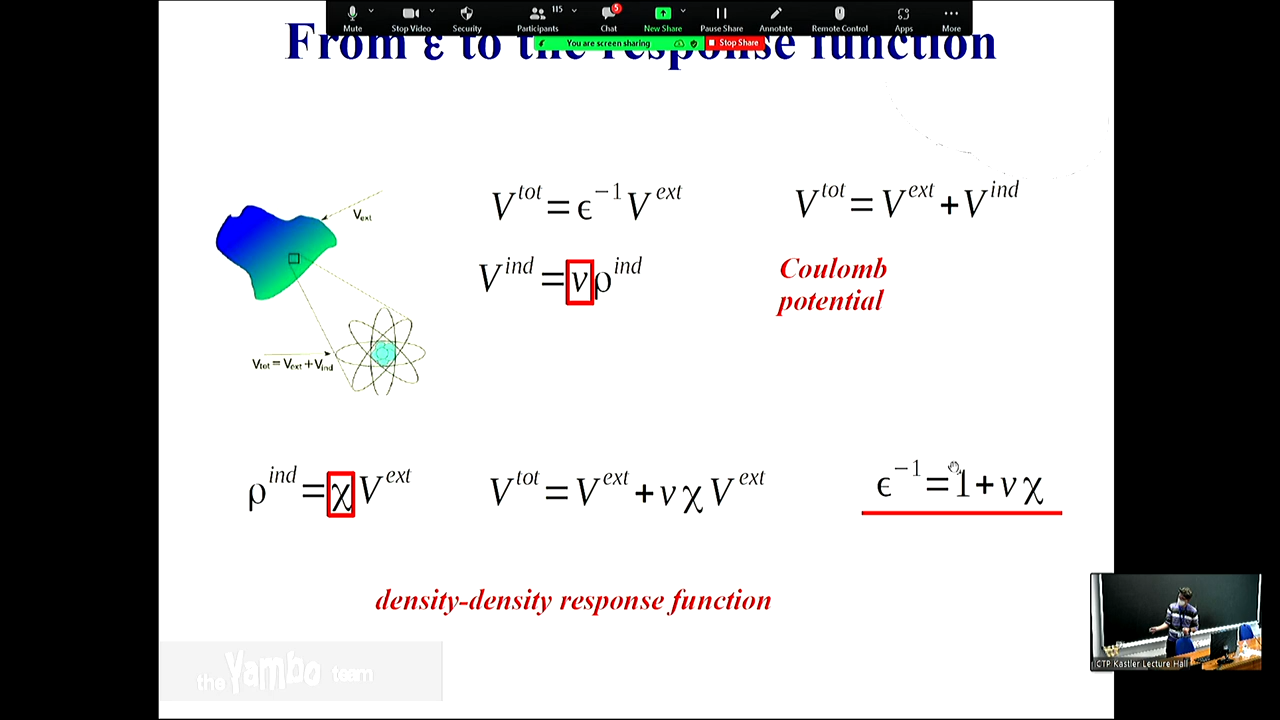 Mute
Stop Video
Security
115
Participants
5
Chat
New Share
Pause Share
Annotate
Remote Control
Apps
More
You are screen sharing
Stop Share
From ε to the response function
V^tot = ϵ^−1 V^ext
V^tot = V^ext + V^ind
V_ext
V^ind = v ρ^ind
Coulomb
potential
V_tot = V_ext + V_ind
ρ^ind = χ V^ext
V^tot = V^ext + v χ V^ext
ϵ^−1 = 1 + v χ
density-density response function
the Yambo team
ICTP Kastler Lecture Hall